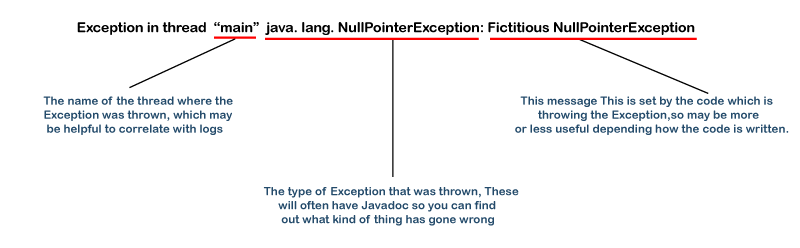 Exception in thread “main” java. lang. NullPointerException: Fictitious NullPointerException
The name of the thread where the
Exception was thrown, which may
be helpful to correlate with logs
This message This is set by the code which is
throwing the Exception,so may be more
or less useful depending how the code is written.
The type of Exception that was thrown, These
will often have Javadoc so you can find
out what kind of thing has gone wrong